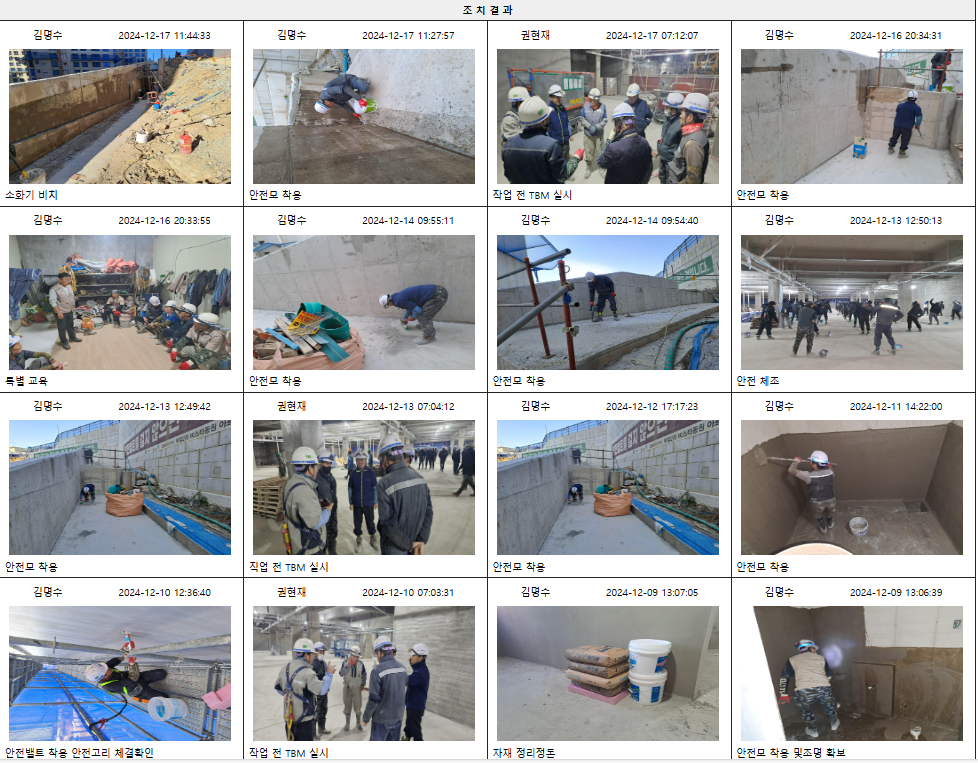 조 치 결 과
김명수 2024-12-17 11:44:33
소화기 비치
김명수 2024-12-17 11:27:57
안전모 착용
권현재 2024-12-17 07:12:07
작업 전 TBM 실시
김명수 2024-12-16 20:34:31
안전모 착용
김명수 2024-12-16 20:33:55
특별 교육
김명수 2024-12-14 09:55:11
안전모 착용
김명수 2024-12-14 09:54:40
안전모 착용
김명수 2024-12-13 12:50:13
안전 체조
김명수 2024-12-13 12:49:42
안전모 착용
권현재 2024-12-13 07:04:12
직업 전 TBM 실시
김명수 2024-12-12 17:17:23
안전모 착용
김명수 2024-12-11 14:22:00
안전모 착용
김명수 2024-12-10 12:36:40
안전밸트 착용 안전고리 체결확인
권현재 2024-12-10 07:03:31
작업 전 TBM 실시
김명수 2024-12-09 13:07:05
자재 정리정돈
김명수 2024-12-09 13:06:39
안전모 착용 및조명 확보